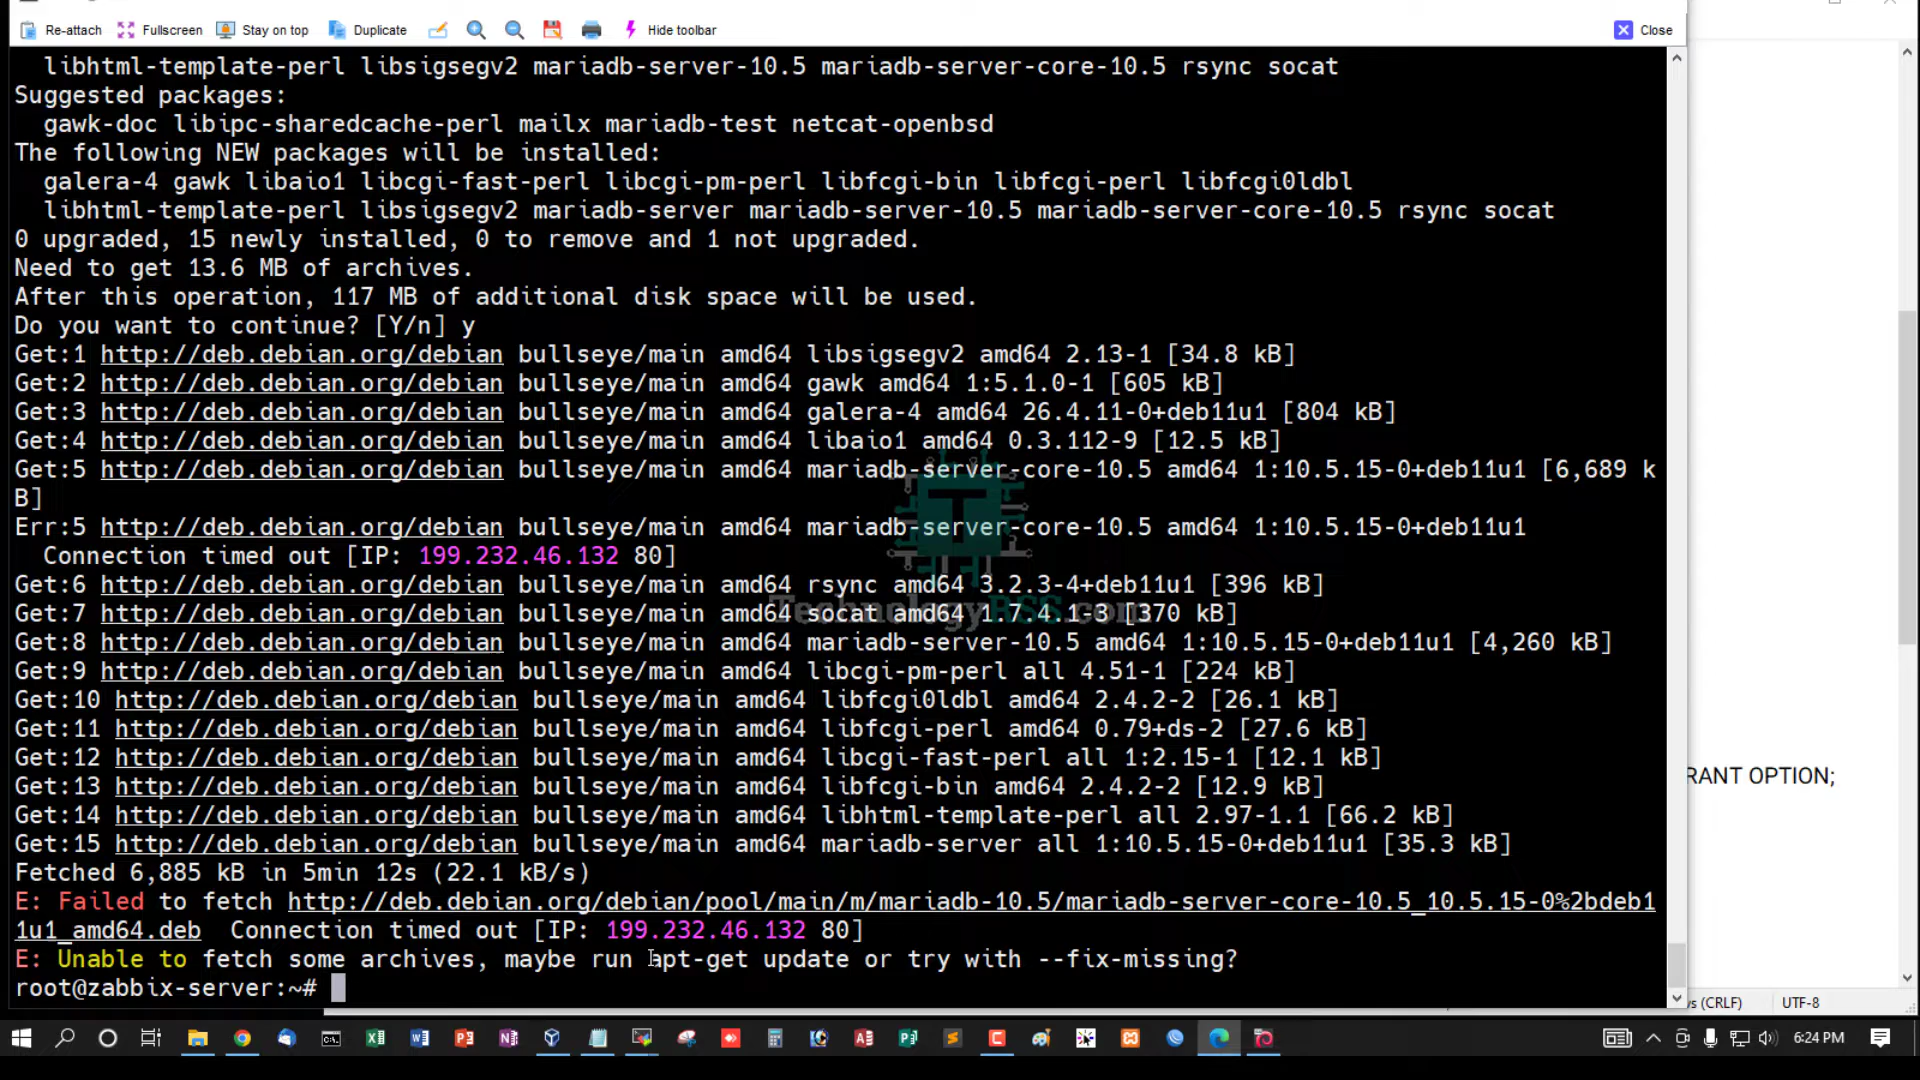 Re-attach Fullscreen Stay on top Duplicate Hide toolbar Close
libhtml-template-perl libsigsegv2 mariadb-server-10.5 mariadb-server-core-10.5 rsync socat
Suggested packages:
gawk-doc libipc-sharedcache-perl mailx mariadb-test netcat-openbsd
The following NEW packages will be installed:
galera-4 gawk libaio1 libcgi-fast-perl libcgi-pm-perl libfcgi-bin libfcgi-perl libfcgi0ldbl
libhtml-template-perl libsigsegv2 mariadb-server mariadb-server-10.5 mariadb-server-core-10.5 rsync socat
0 upgraded, 15 newly installed, 0 to remove and 1 not upgraded.
Need to get 13.6 MB of archives.
After this operation, 117 MB of additional disk space will be used.
Do you want to continue? [Y/n] y
Get:1 http://deb.debian.org/debian bullseye/main amd64 libsigsegv2 amd64 2.13-1 [34.8 kB]
Get:2 http://deb.debian.org/debian bullseye/main amd64 gawk amd64 1:5.1.0-1 [605 kB]
Get:3 http://deb.debian.org/debian bullseye/main amd64 galera-4 amd64 26.4.11-0+deb11u1 [804 kB]
Get:4 http://deb.debian.org/debian bullseye/main amd64 libaio1 amd64 0.3.112-9 [12.5 kB]
Get:5 http://deb.debian.org/debian bullseye/main amd64 mariadb-server-core-10.5 amd64 1:10.5.15-0+deb11u1 [6,689 k
B]
Err:5 http://deb.debian.org/debian bullseye/main amd64 mariadb-server-core-10.5 amd64 1:10.5.15-0+deb11u1
Connection timed out [IP: 199.232.46.132 80]
Get:6 http://deb.debian.org/debian bullseye/main amd64 rsync amd64 3.2.3-4+deb11u1 [396 kB]
Get:7 http://deb.debian.org/debian bullseye/main amd64 socat amd64 1.7.4.1-3 [370 kB]
TechnologyRSS.com
Get:8 http://deb.debian.org/debian bullseye/main amd64 mariadb-server-10.5 amd64 1:10.5.15-0+deb11u1 [4,260 kB]
Get:9 http://deb.debian.org/debian bullseye/main amd64 libcgi-pm-perl all 4.51-1 [224 kB]
Get:10 http://deb.debian.org/debian bullseye/main amd64 libfcgi0ldbl amd64 2.4.2-2 [26.1 kB]
Get:11 http://deb.debian.org/debian bullseye/main amd64 libfcgi-perl amd64 0.79+ds-2 [27.6 kB]
Get:12 http://deb.debian.org/debian bullseye/main amd64 libcgi-fast-perl all 1:2.15-1 [12.1 kB]
RANT OPTION;
Get:13 http://deb.debian.org/debian bullseye/main amd64 libfcgi-bin amd64 2.4.2-2 [12.9 kB]
Get:14 http://deb.debian.org/debian bullseye/main amd64 libhtml-template-perl all 2.97-1.1 [66.2 kB]
Get:15 http://deb.debian.org/debian bullseye/main amd64 mariadb-server all 1:10.5.15-0+deb11u1 [35.3 kB]
Fetched 6,885 kB in 5min 12s (22.1 kB/s)
E: Failed to fetch http://deb.debian.org/debian/pool/main/m/mariadb-10.5/mariadb-server-core-10.5_10.5.15-0%2bdeb1
1u1_amd64.deb Connection timed out [IP: 199.232.46.132 80]
E: Unable to fetch some archives, maybe run apt-get update or try with --fix-missing?
root@zabbix-server:~#
s (CRLF) UTF-8
6:24 PM